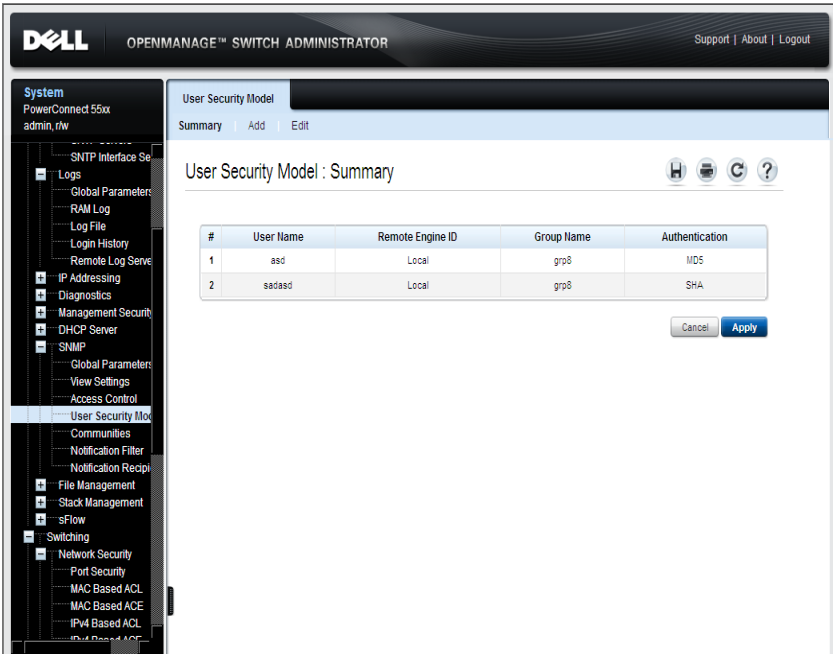 DELL OPENMANAGE™ SWITCH ADMINISTRATOR
Support | About | Logout
System
PowerConnect 55xx
admin, r/w
SNTP Interface Se
Logs
Global Parameters
RAM Log
Log File
Login History
Remote Log Serve
IP Addressing
Diagnostics
Management Security
DHCP Server
SNMP
Global Parameters
View Settings
Access Control
User Security Mod
Communities
Notification Filter
Notification Recipi
File Management
Stack Management
sFlow
Switching
Network Security
Port Security
MAC Based ACL
MAC Based ACE
IPv4 Based ACL
IPv4 Based ACE
User Security Model
Summary | Add | Edit
User Security Model : Summary
# User Name Remote Engine ID Group Name Authentication
1 asd Local grp8 MD5
2 sadasd Local grp8 SHA
Cancel Apply